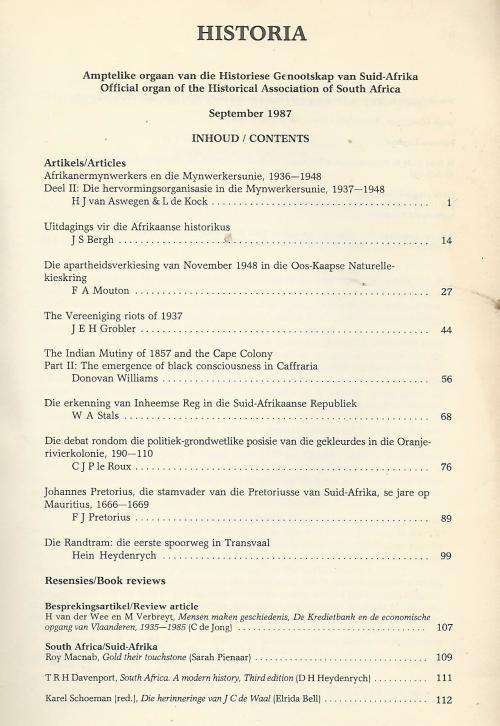 HISTORIA
Amptelike orgaan van die Historiese Genootskap van Suid-Afrika
Official organ of the Historical Association of South Africa
September 1987
INHOUD / CONTENTS
Artikels/Articles
Afrikanermynwerkers en die Mynwerkersunie, 1936—1948
Deel II: Die hervormingsorganisasie in die Mynwerkersunie, 1937—1948
H J van Aswegen & L de Kock . . . . . . . . . . . . . . . . . . . . 1
Uitdagings vir die Afrikaanse historikus
J S Bergh . . . . . . . . . . . . . . . . . . . . 14
Die apartheidsverkiesing van November 1948 in die Oos-Kaapse Naturelle-
kieskring
F A Mouton . . . . . . . . . . . . . . . . . . . . 27
The Vereeniging riots of 1937
J E H Grobler . . . . . . . . . . . . . . . . . . . . 44
The Indian Mutiny of 1857 and the Cape Colony
Part II: The emergence of black consciousness in Caffraria
Donovan Williams . . . . . . . . . . . . . . . . . . . . 56
Die erkenning van Inheemse Reg in die Suid-Afrikaanse Republiek
W A Stals . . . . . . . . . . . . . . . . . . . . 68
Die debat rondom die politiek-grondwetlike posisie van die gekleurdes in die Oranje-
rivierkolonie, 190—110
C J P le Roux . . . . . . . . . . . . . . . . . . . . 76
Johannes Pretorius, die stamvader van die Pretoriusse van Suid-Afrika, se jare op
Mauritius, 1666—1669
F J Pretorius . . . . . . . . . . . . . . . . . . . . 89
Die Randtram: die eerste spoorweg in Transvaal
Hein Heydenrych . . . . . . . . . . . . . . . . . . . . 99
Resensies/Book reviews
Besprekingsartikel/Review article
H van der Wee en M Verbreyt, Mensen maken geschiedenis, De Kredietbank en de economische
opgang van Vlaanderen, 1935—1985 (C de Jong) . . . . . . . . . . . . . . . . . . . . 107
South Africa/Suid-Afrika
Roy Macnab, Gold their touchstone (Sarah Pienaar) . . . . . . . . . . . . . . . . . . . . 109
T R H Davenport, South Africa. A modern history, Third edition (D H Heydenrych) . . . . . . . . . . . 111
Karel Schoeman (red.), Die herinneringe van J C de Waal (Elrida Bell) . . . . . . . . . . . . . . . . . . . . 112